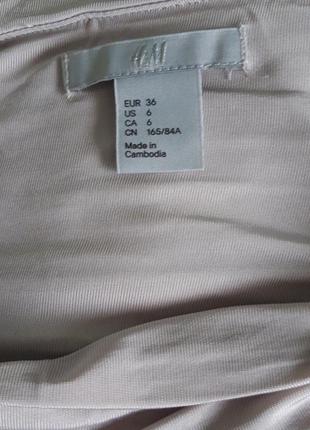 H&M
EUR 36
US 6
CA 6
CN 165/84A
Made in
Cambodia